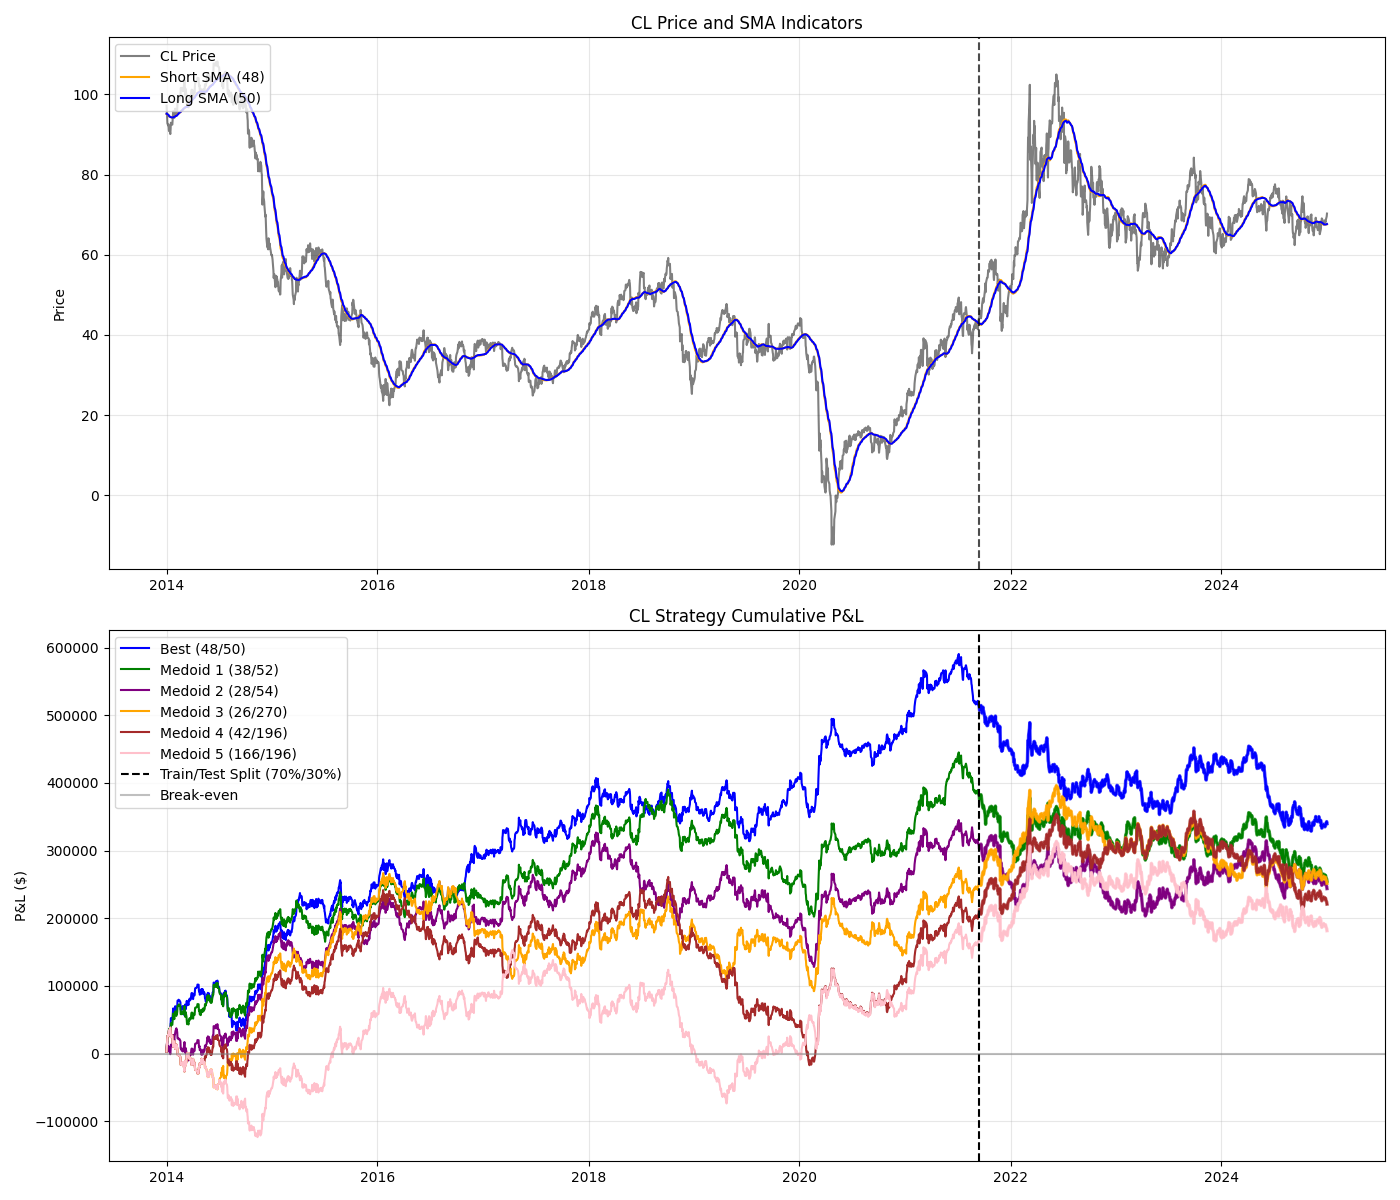 CL Price and SMA Indicators
CL Price
Short SMA (48)
Long SMA (50)
Price
100
80
60
40
20
0
2014
2016
2018
2020
2022
2024
CL Strategy Cumulative P&L
Best (48/50)
Medoid 1 (38/52)
Medoid 2 (28/54)
Medoid 3 (26/270)
Medoid 4 (42/196)
Medoid 5 (166/196)
Train/Test Split (70%/30%)
Break-even
P&L ($)
600000
500000
400000
300000
200000
100000
0
−100000
2014
2016
2018
2020
2022
2024